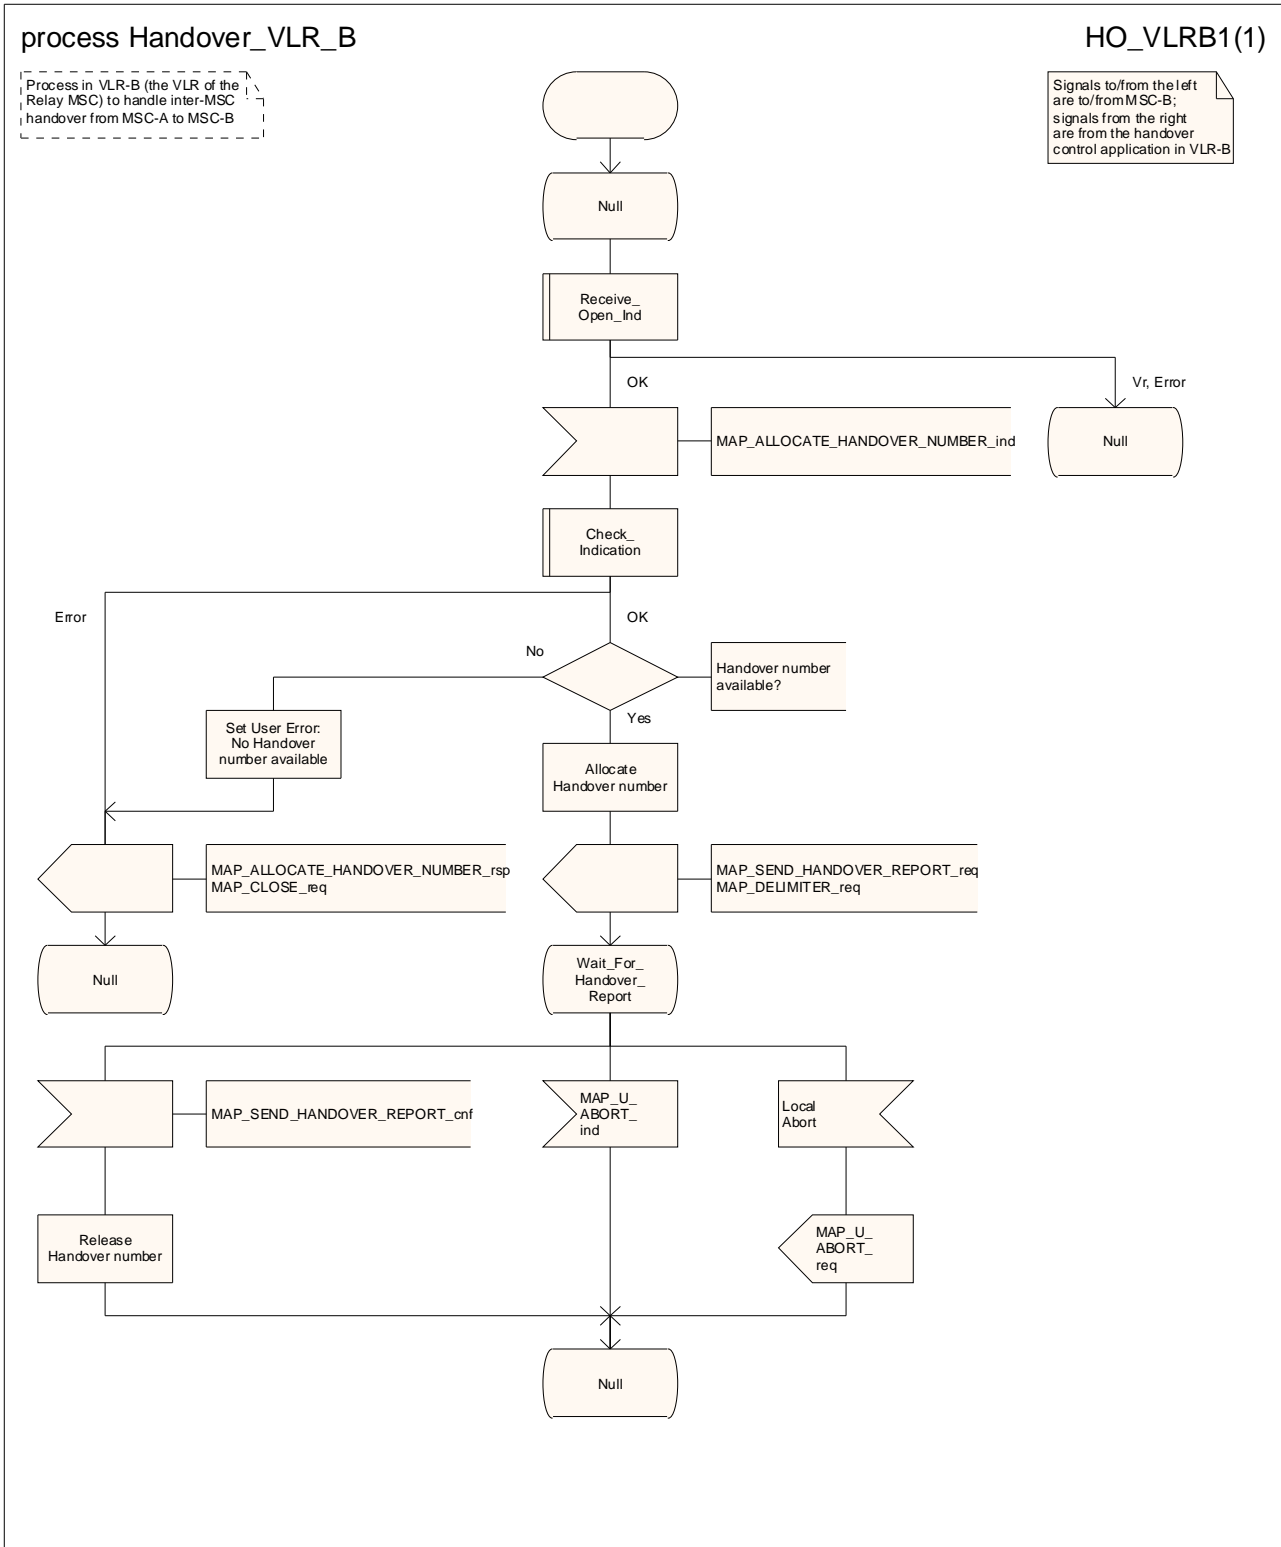 process Handover_VLR_B
HO_VLRB1(1)
Process in VLR-B (the VLR of the
Relay MSC) to handle inter-MSC
handover from MSC-A to MSC-B
Signals to/from the left
are to/from MSC-B;
signals from the right
are from the handover
control application in VLR-B
Null
Receive_
Open_Ind
OK
Vr, Error
MAP_ALLOCATE_HANDOVER_NUMBER_ind
Null
Check_
Indication
Error
OK
No
Handover number
available?
Yes
Set User Error:
No Handover
number available
Allocate
Handover number
MAP_ALLOCATE_HANDOVER_NUMBER_rsp
MAP_CLOSE_req
MAP_SEND_HANDOVER_REPORT_req
MAP_DELIMITER_req
Null
Wait_For_
Handover_
Report
MAP_SEND_HANDOVER_REPORT_cnf
MAP_U_
ABORT_
ind
Local
Abort
Release
Handover number
MAP_U_
ABORT_
req
Null